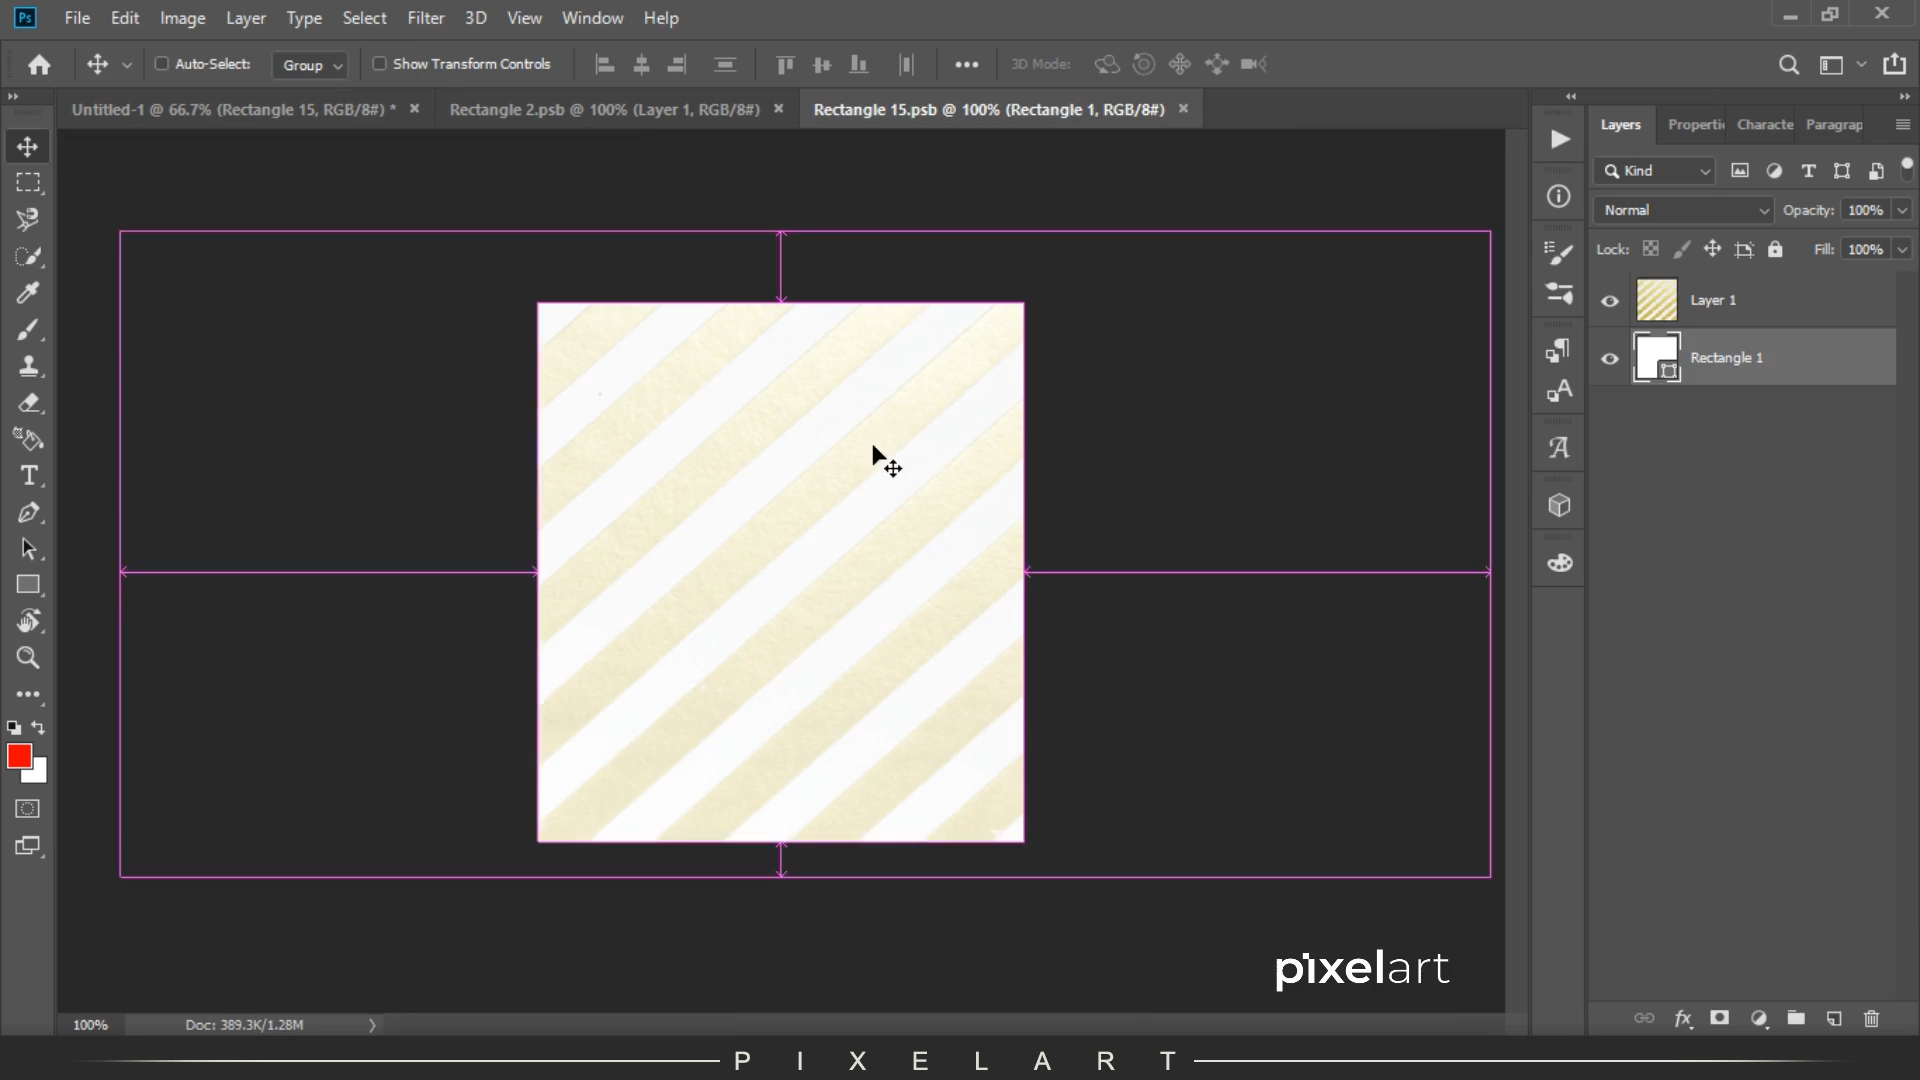 Ps File Edit Image Layer Type Select Filter 3D View Window Help
Auto-Select: Group Show Transform Controls 3D Mode:
Untitled-1 @ 66.7% (Rectangle 15, RGB/8#) * Rectangle 2.psb @ 100% (Layer 1, RGB/8#) Rectangle 15.psb @ 100% (Rectangle 1, RGB/8#)
Layers Properti Characte Paragrap
Kind
Normal Opacity: 100%
Lock: Fill: 100%
Layer 1
Rectangle 1
pixelart
100% Doc: 389.3K/1.28M
PIXELART